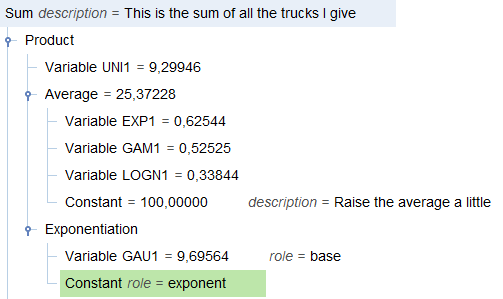 Sum description = This is the sum of all the trucks I give
Product
Variable UNI1 = 9,29946
Average = 25,37228
Variable EXP1 = 0,62544
Variable GAM1 = 0,52525
Variable LOGN1 = 0,33844
Constant = 100,00000 description = Raise the average a little
Exponentiation
Variable GAU1 = 9,69564 role = base
Constant role = exponent